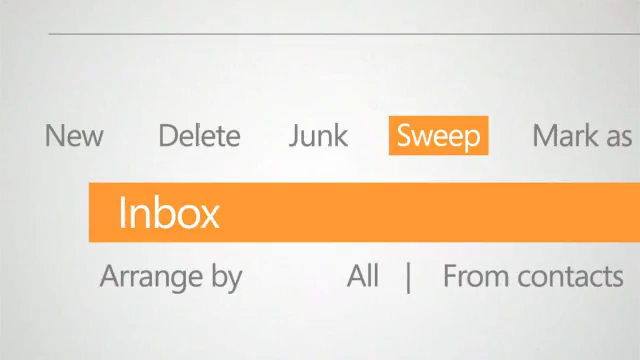 New Delete Junk Sweep Mark as
Inbox
Arrange by All | From contacts